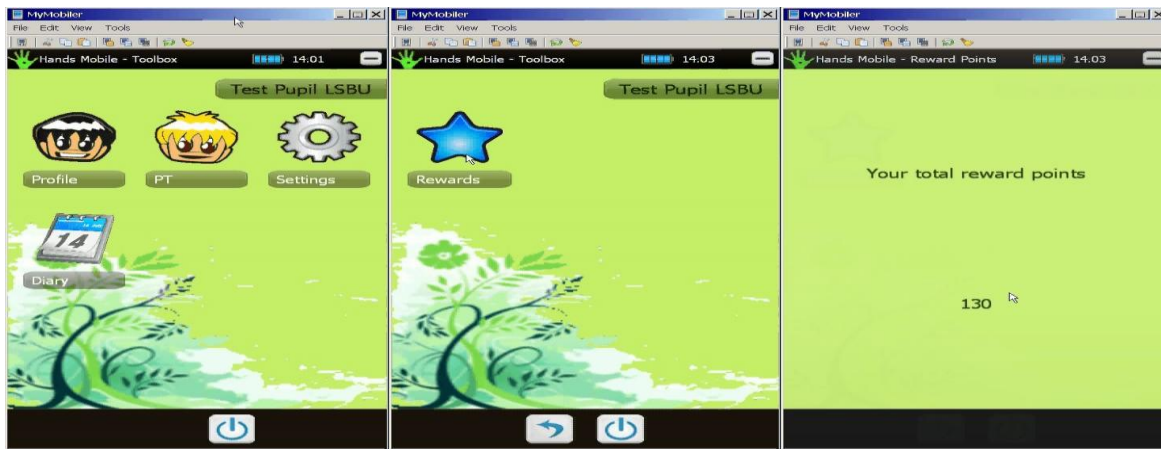 MyMobiler
File Edit View Tools
Hands Mobile - Toolbox 14:01
Test Pupil LSBU
Profile PT Settings
14
Diary
MyMobiler
File Edit View Tools
Hands Mobile - Toolbox 14:03
Test Pupil LSBU
Rewards
MyMobiler
File Edit View Tools
Hands Mobile - Reward Points 14:03
Your total reward points
130